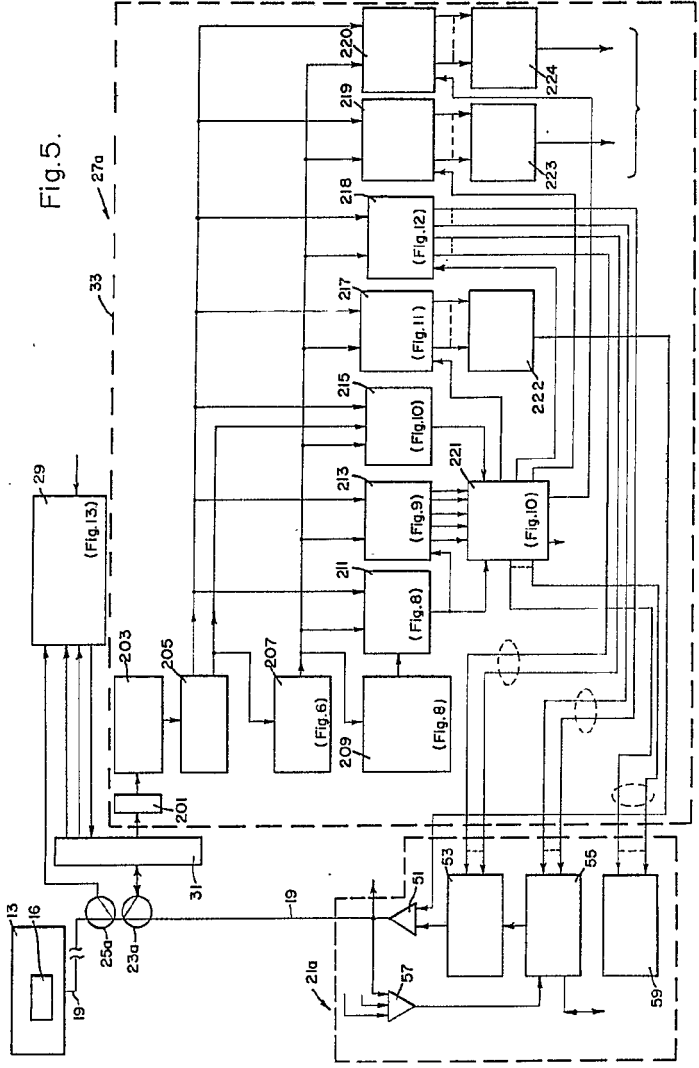 Fig. 5.
27a
33
29
(Fig.13)
13
16
19
25a
23a
31
201
203
205
207
(Fig.6)
209
(Fig.8)
211
(Fig.8)
213
(Fig.9)
215
(Fig.10)
217
(Fig.11)
218
(Fig.12)
219
220
221
(Fig.10)
222
223
224
19
21a
51
57
53
55
59